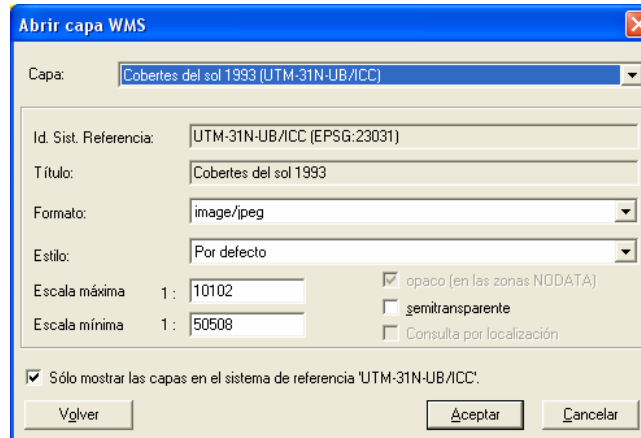 Abrir capa WMS
Capa: Cobertes del sol 1993 (UTM-31N-UB/ICC)
Id. Sist. Referencia: UTM-31N-UB/ICC (EPSG:23031)
Título: Cobertes del sol 1993
Formato: image/jpeg
Estilo: Por defecto
Escala máxima 1 : 10102 opaco (en las zonas NODATA)
semitransparente
Escala mínima 1 : 50508
Consulta por localización
Sólo mostrar las capas en el sistema de referencia 'UTM-31N-UB/ICC'.
Volver Aceptar Cancelar